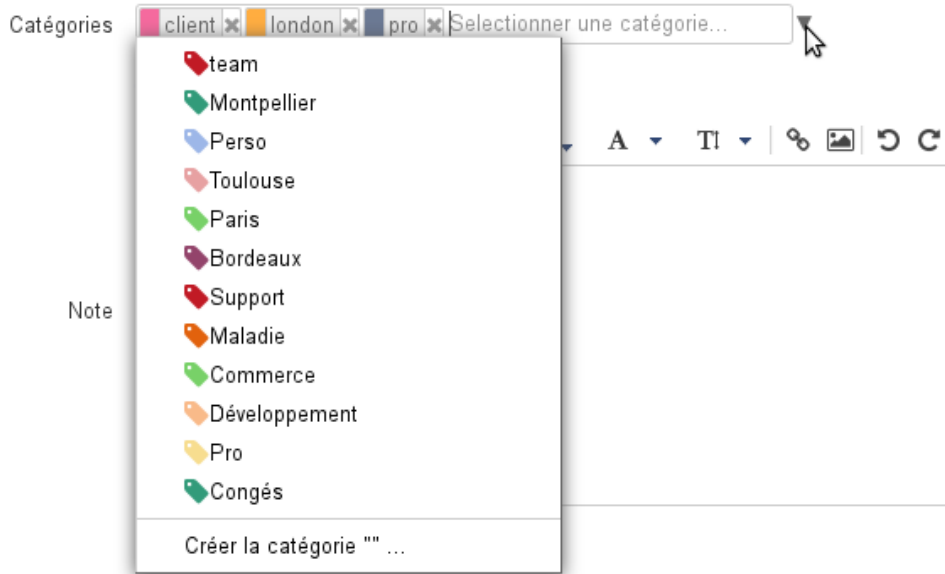 Catégories client london pro Selectionner une catégorie...
team
Montpellier
Perso
A T
Toulouse
Paris
Bordeaux
Support
Note
Maladie
Commerce
Développement
Pro
Congés
Créer la catégorie "" ...